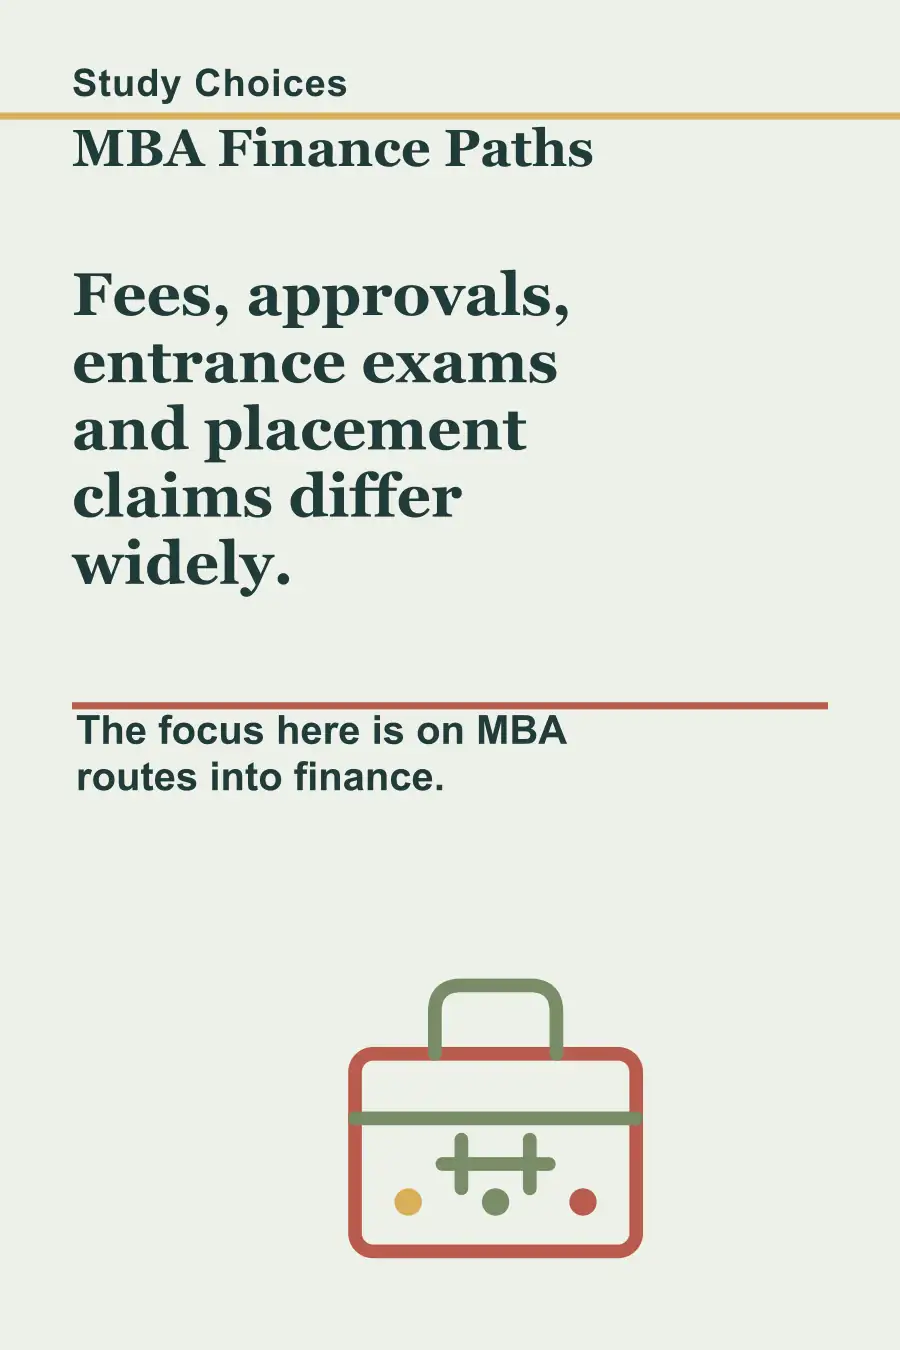 Study Choices
MBA Finance Paths
Fees, approvals,
entrance exams
and placement
claims differ
widely.
The focus here is on MBA
routes into finance.